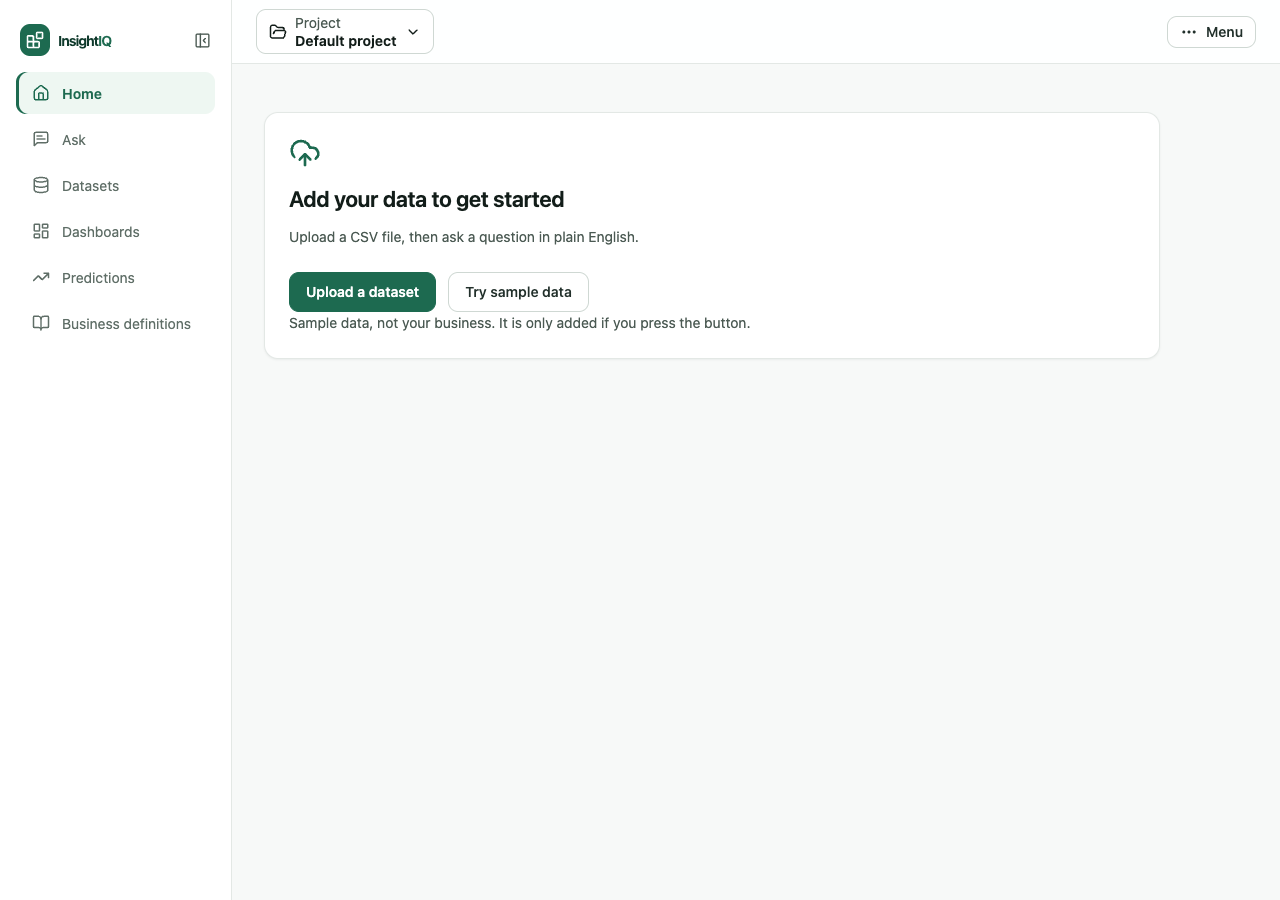 InsightIQ
Project
Default project
Menu
Home
Ask
Datasets
Dashboards
Predictions
Business definitions
Add your data to get started
Upload a CSV file, then ask a question in plain English.
Upload a dataset
Try sample data
Sample data, not your business. It is only added if you press the button.